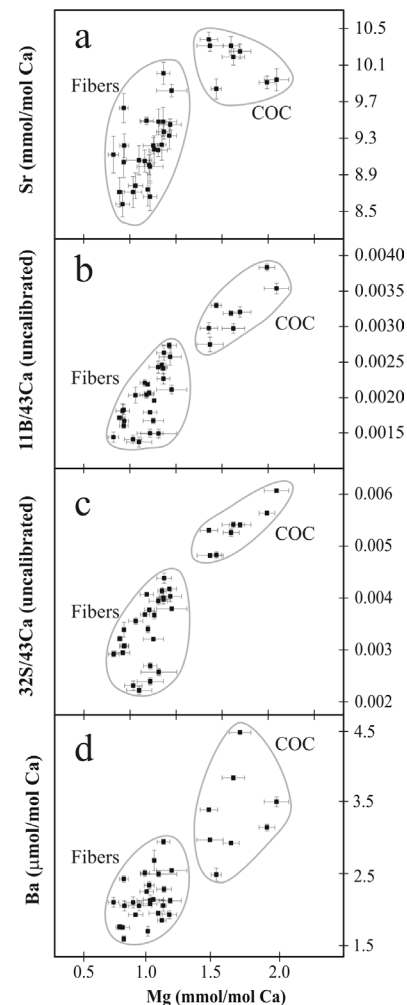 a
Fibers
COC
Sr (mmol/mol Ca)
10.5
10.1
9.7
9.3
8.9
8.5
b
Fibers
COC
11B/43Ca (uncalibrated)
0.0040
0.0035
0.0030
0.0025
0.0020
0.0015
c
Fibers
COC
32S/43Ca (uncalibrated)
0.006
0.005
0.004
0.003
0.002
d
Fibers
COC
Ba (μmol/mol Ca)
4.5
3.5
2.5
1.5
0.5 1.0 1.5 2.0
Mg (mmol/mol Ca)